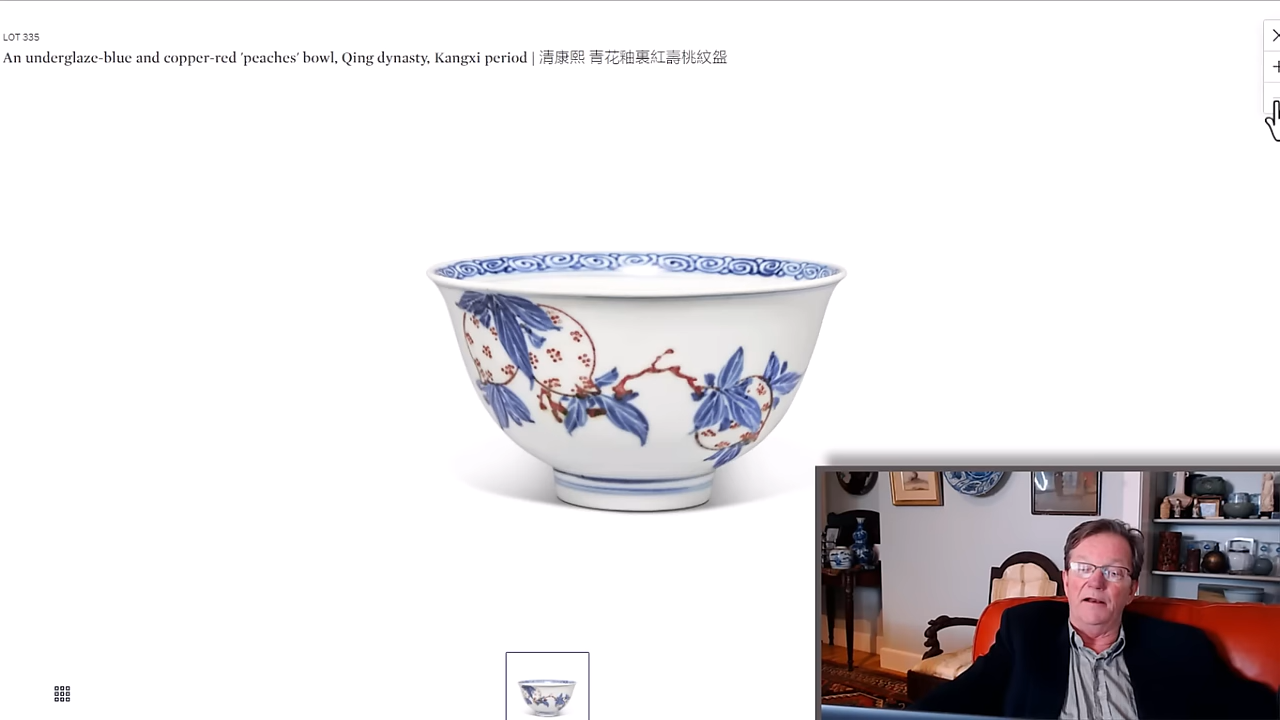 LOT 335
An underglaze-blue and copper-red 'peaches' bowl, Qing dynasty, Kangxi period | 清康熙 青花釉裏紅壽桃紋盌